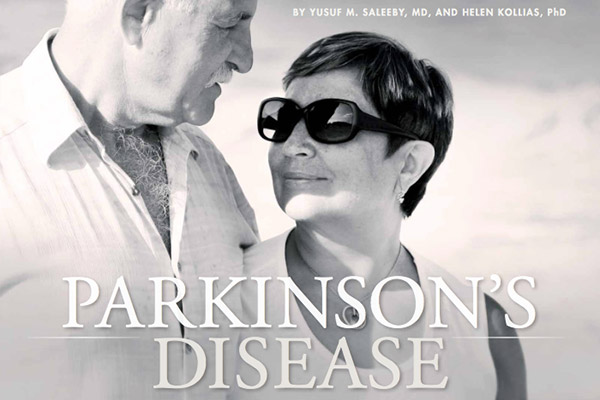 BY YUSUF M. SALEEBY, MD, AND HELEN KOLLIAS, PhD
PARKINSON'S
DISEASE